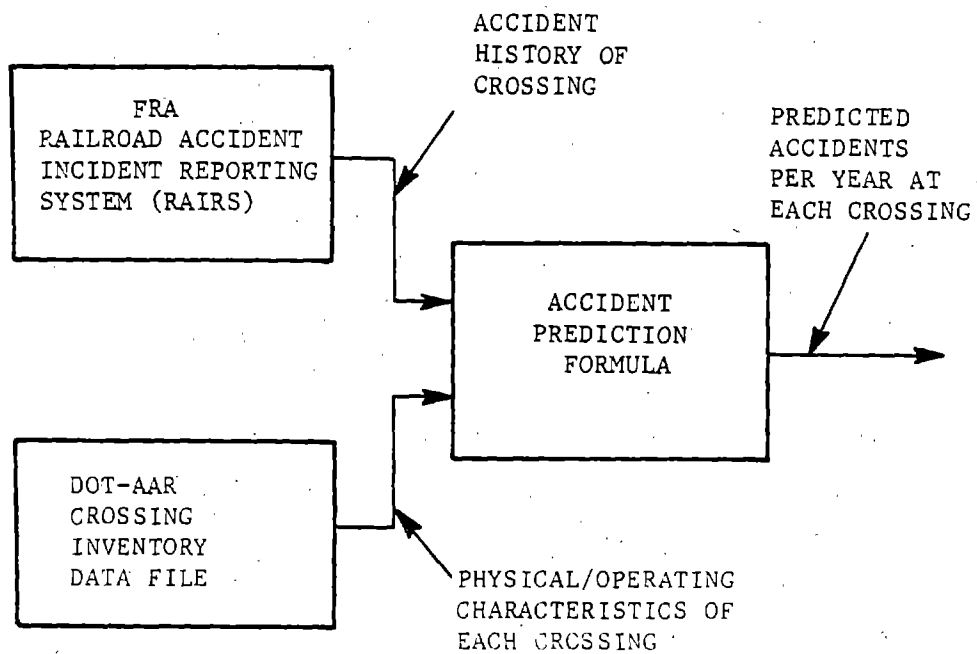 ACCIDENT
HISTORY OF
CROSSING
FRA
RAILROAD ACCIDENT
INCIDENT REPORTING
SYSTEM (RAIRS)
PREDICTED
ACCIDENTS
PER YEAR AT
EACH CROSSING
ACCIDENT
PREDICTION
FORMULA
DOT-AAR
CROSSING
INVENTORY
DATA FILE
PHYSICAL/OPERATING
CHARACTERISTICS OF
EACH CROSSING